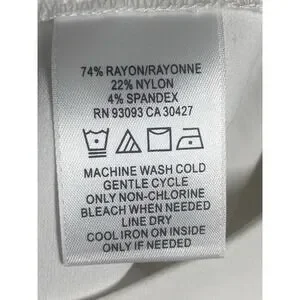 74% RAYON/RAYONNE
22% NYLON
4% SPANDEX
RN 93093 CA 30427
MACHINE WASH COLD
GENTLE CYCLE
ONLY NON-CHLORINE
BLEACH WHEN NEEDED
LINE DRY
COOL IRON ON INSIDE
ONLY IF NEEDED